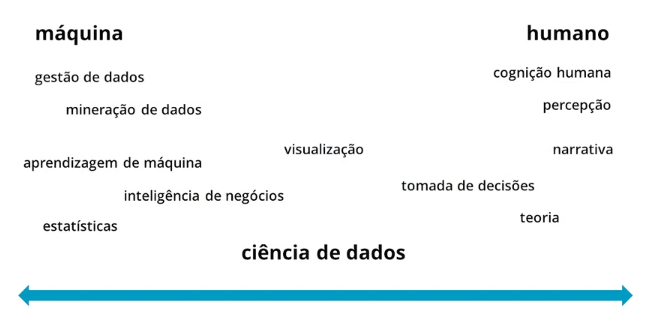 máquina
humano
gestão de dados
cognição humana
mineração de dados
percepção
visualização
narrativa
aprendizagem de máquina
tomada de decisões
inteligência de negócios
teoria
estatísticas
ciência de dados